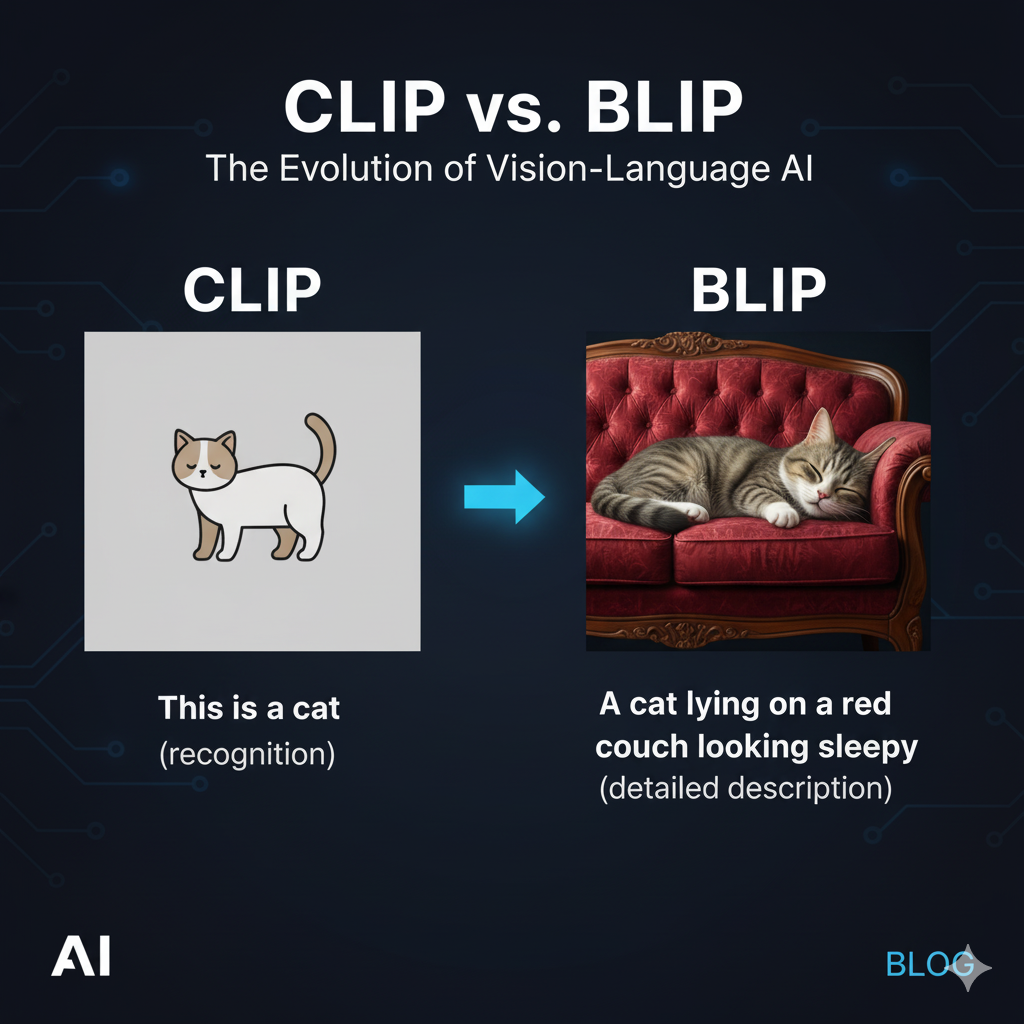 CLIP vs. BLIP
The Evolution of Vision-Language AI
CLIP
BLIP
This is a cat
(recognition)
A cat lying on a red
couch looking sleepy
(detailed description)
AI
BLOG